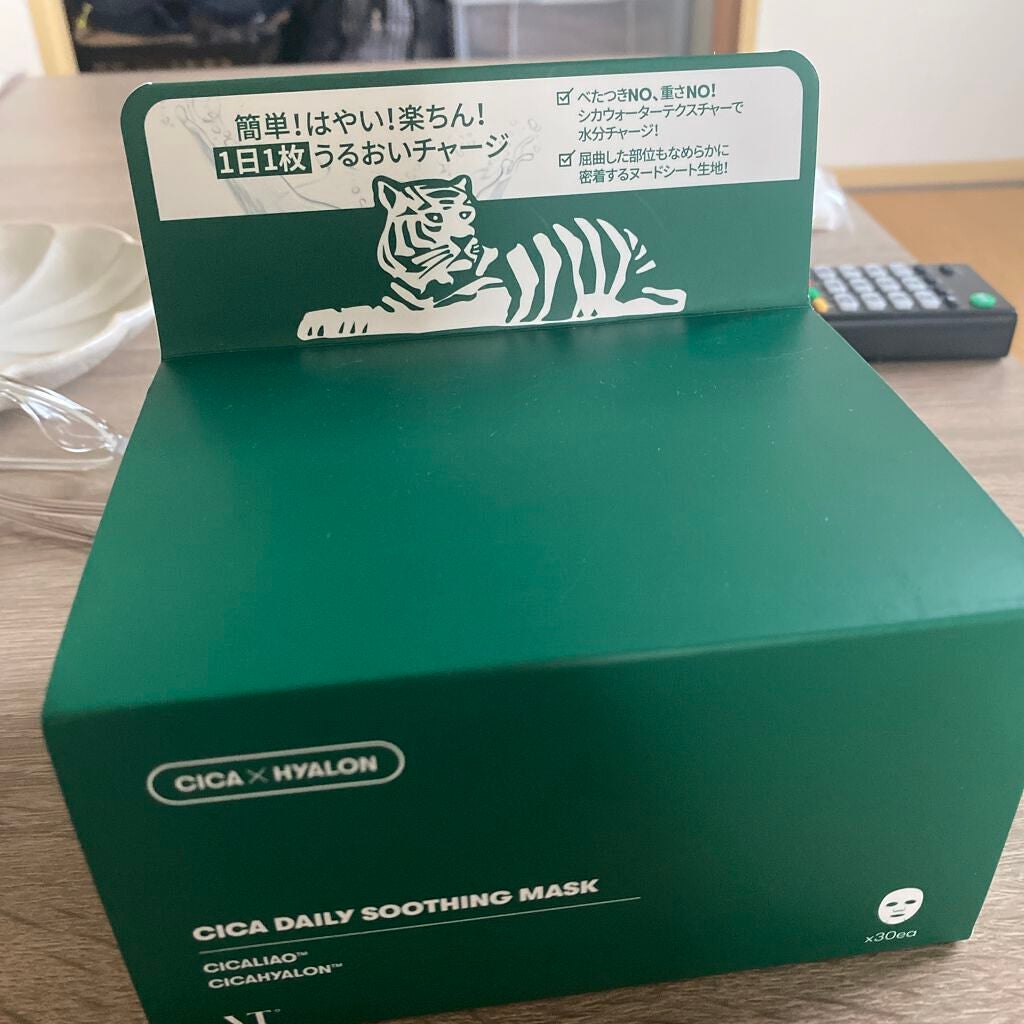 簡単!はやい!楽ちん!
1日1枚うるおいチャージ
べたつきNO、重さNO!
シカウォーターテクスチャーで
水分チャージ!
屈曲した部位もなめらかに
密着するヌードシート生地!
CICA×HYALON
CICA DAILY SOOTHING MASK
CICALIAO™
CICAHYALON™
x30ea